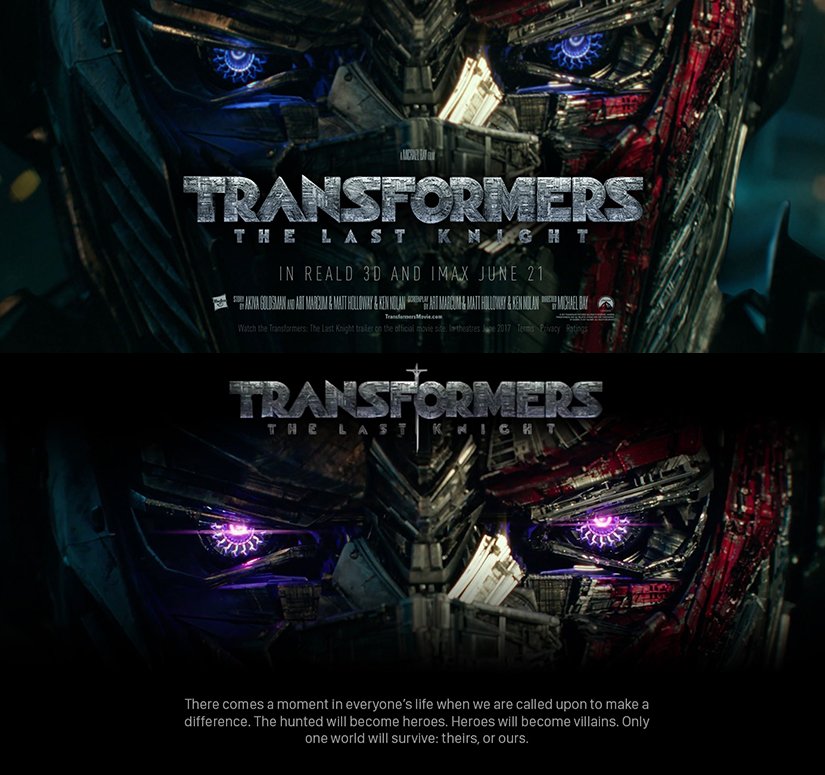 A MICHAEL BAY FILM
TRANSFORMERS
THE LAST KNIGHT
IN REALD 3D AND IMAX JUNE 21
STORY BY AKIVA GOLDSMAN AND ART MARCUM & MATT HOLLOWAY & KEN NOLAN SCREENPLAY BY ART MARCUM & MATT HOLLOWAY & KEN NOLAN DIRECTED BY MICHAEL BAY
TransformersMovie.com
Watch the Transformers: The Last Knight trailer on the official movie site. In theatres June 2017 Terms Privacy Ratings
TRANSFORMERS
THE LAST KNIGHT
There comes a moment in everyone’s life when we are called upon to make a
difference. The hunted will become heroes. Heroes will become villains. Only
one world will survive: theirs, or ours.